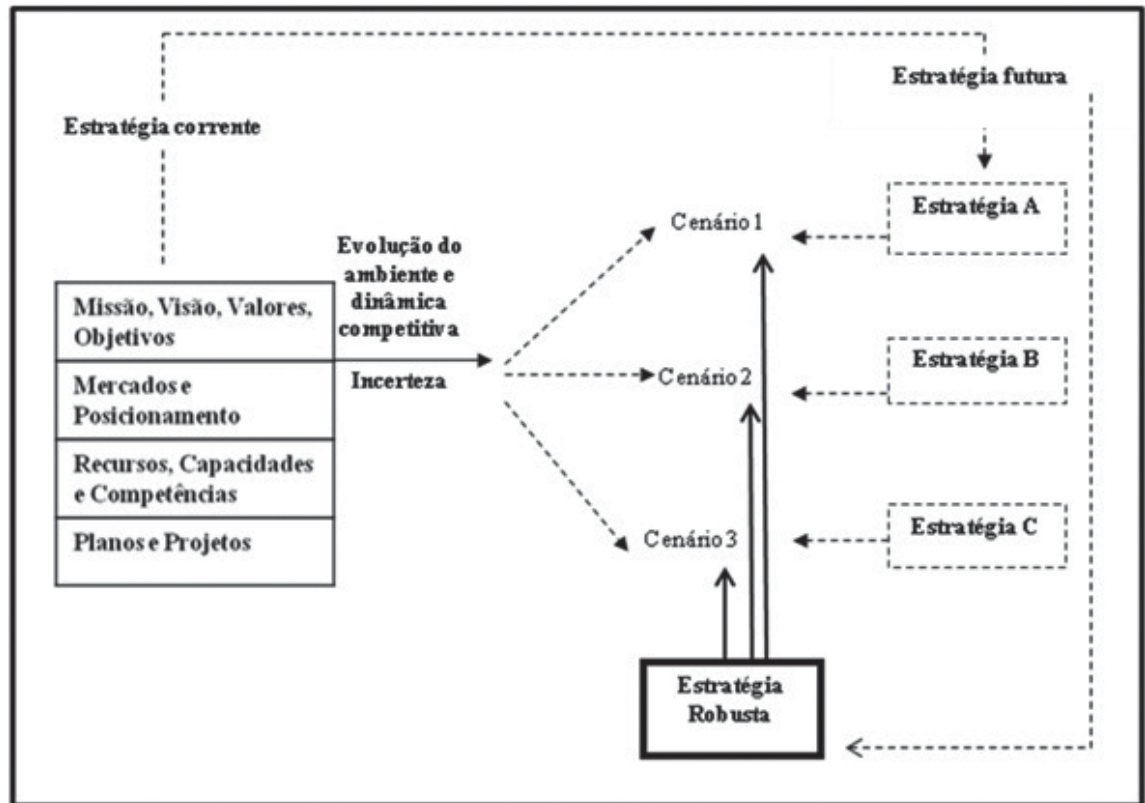 Estratégia futura
Estratégia corrente
Estratégia A
Cenário 1
Evolução do
ambiente e
dinâmica
competitiva
Incerteza
Missão, Visão, Valores,
Objetivos
Mercados e
Posicionamento
Recursos, Capacidades
e Competências
Planos e Projetos
Estratégia B
Cenário 2
Estratégia C
Cenário 3
Estratégia
Robusta